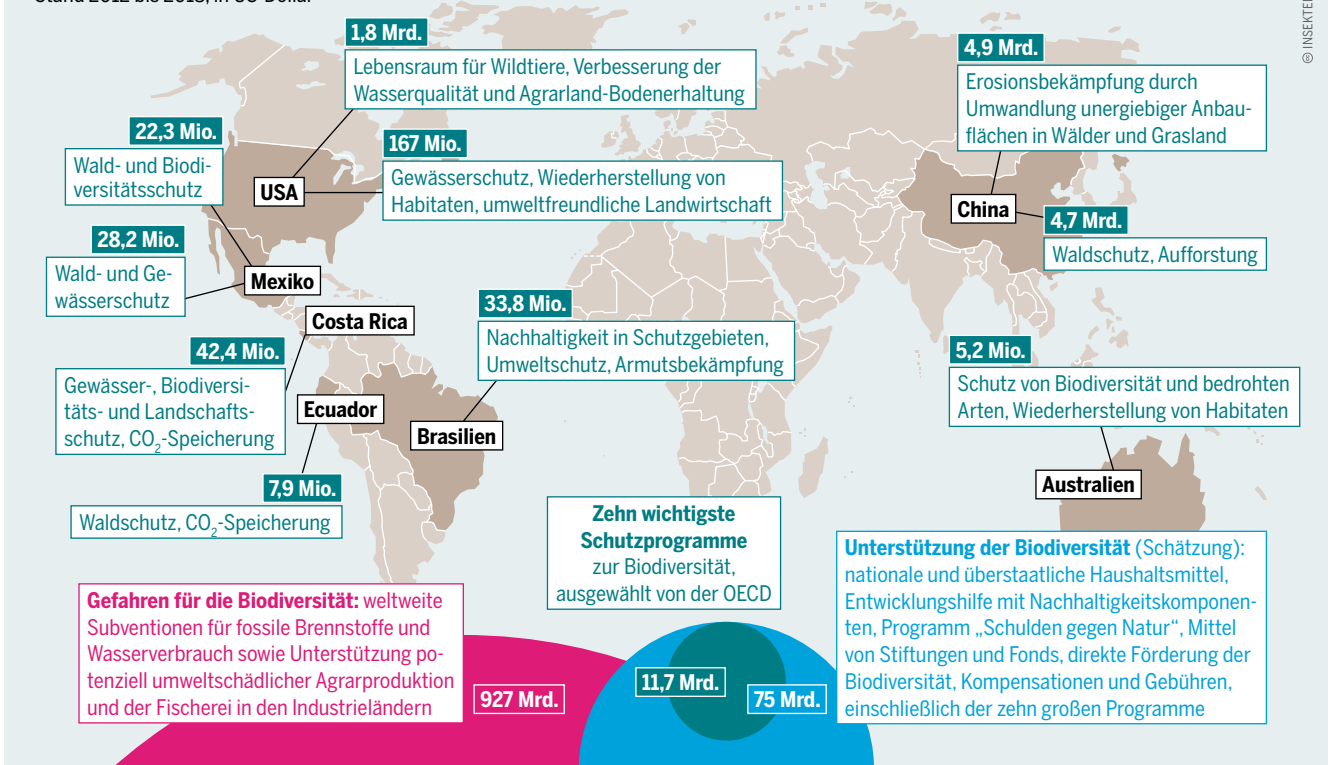 Stand 2012 bis 2018, in US-Dollar
© INSEKTE
1,8 Mrd.
Lebensraum für Wildtiere, Verbesserung der
Wasserqualität und Agrarland-Bodenerhaltung
4,9 Mrd.
Erosionsbekämpfung durch
Umwandlung unergiebiger Anbau-
flächen in Wälder und Grasland
22,3 Mio.
Wald- und Biodi-
versitätsschutz
167 Mio.
Gewässerschutz, Wiederherstellung von
Habitaten, umweltfreundliche Landwirtschaft
USA
China
4,7 Mrd.
Waldschutz, Aufforstung
28,2 Mio.
Wald- und Ge-
wässerschutz
Mexiko
Costa Rica
33,8 Mio.
Nachhaltigkeit in Schutzgebieten,
Umweltschutz, Armutsbekämpfung
42,4 Mio.
Gewässer-, Biodiversi-
täts- und Landschafts-
schutz, CO2-Speicherung
5,2 Mio.
Schutz von Biodiversität und bedrohten
Arten, Wiederherstellung von Habitaten
Ecuador
Brasilien
7,9 Mio.
Waldschutz, CO2-Speicherung
Australien
Zehn wichtigste
Schutzprogramme
zur Biodiversität,
ausgewählt von der OECD
Gefahren für die Biodiversität: weltweite
Subventionen für fossile Brennstoffe und
Wasserverbrauch sowie Unterstützung po-
tenziell umweltschädlicher Agrarproduktion
und der Fischerei in den Industrieländern
927 Mrd.
11,7 Mrd.
75 Mrd.
Unterstützung der Biodiversität (Schätzung):
nationale und überstaatliche Haushaltsmittel,
Entwicklungshilfe mit Nachhaltigkeitskomponen-
ten, Programm „Schulden gegen Natur“, Mittel
von Stiftungen und Fonds, direkte Förderung der
Biodiversität, Kompensationen und Gebühren,
einschließlich der zehn großen Programme